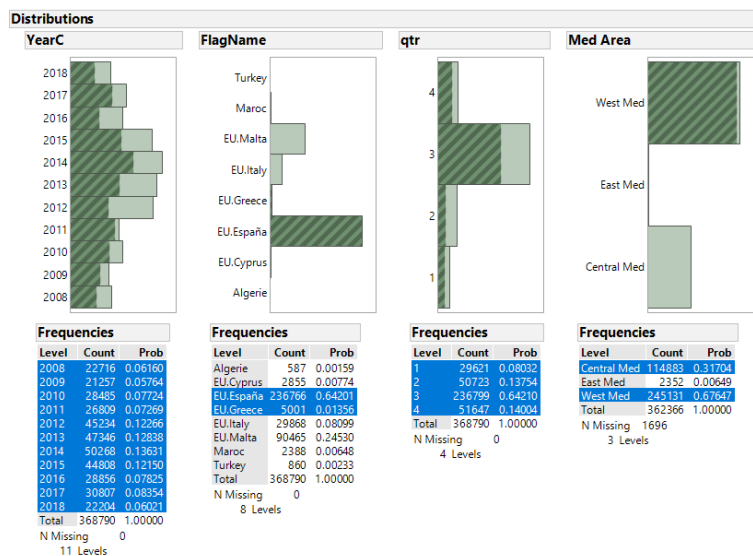 Distributions
YearC
2018
2017
2016
2015
2014
2013
2012
2011
2010
2009
2008
Frequencies
Level Count Prob
2008 22716 0.06160
2009 21257 0.05764
2010 28485 0.07724
2011 26809 0.07269
2012 45234 0.12266
2013 47346 0.12838
2014 50268 0.13631
2015 44808 0.12150
2016 28856 0.07825
2017 30807 0.08354
2018 22204 0.06021
Total 368790 1.00000
N Missing 0
11 Levels
FlagName
Turkey
Maroc
EU.Malta
EU.Italy
EU.Greece
EU.España
EU.Cyprus
Algerie
Frequencies
Level Count Prob
Algerie 587 0.00159
EU.Cyprus 2855 0.00774
EU.España 236766 0.64201
EU.Greece 5001 0.01356
EU.Italy 29868 0.08099
EU.Malta 90465 0.24530
Maroc 2388 0.00648
Turkey 860 0.00233
Total 368790 1.00000
N Missing 0
8 Levels
qtr
4
3
2
1
Frequencies
Level Count Prob
1 29621 0.08032
2 50723 0.13754
3 236799 0.64210
4 51647 0.14004
Total 368790 1.00000
N Missing 0
4 Levels
Med Area
West Med
East Med
Central Med
Frequencies
Level Count Prob
Central Med 114883 0.31704
East Med 2352 0.00649
West Med 245131 0.67647
Total 362366 1.00000
N Missing 1696
3 Levels